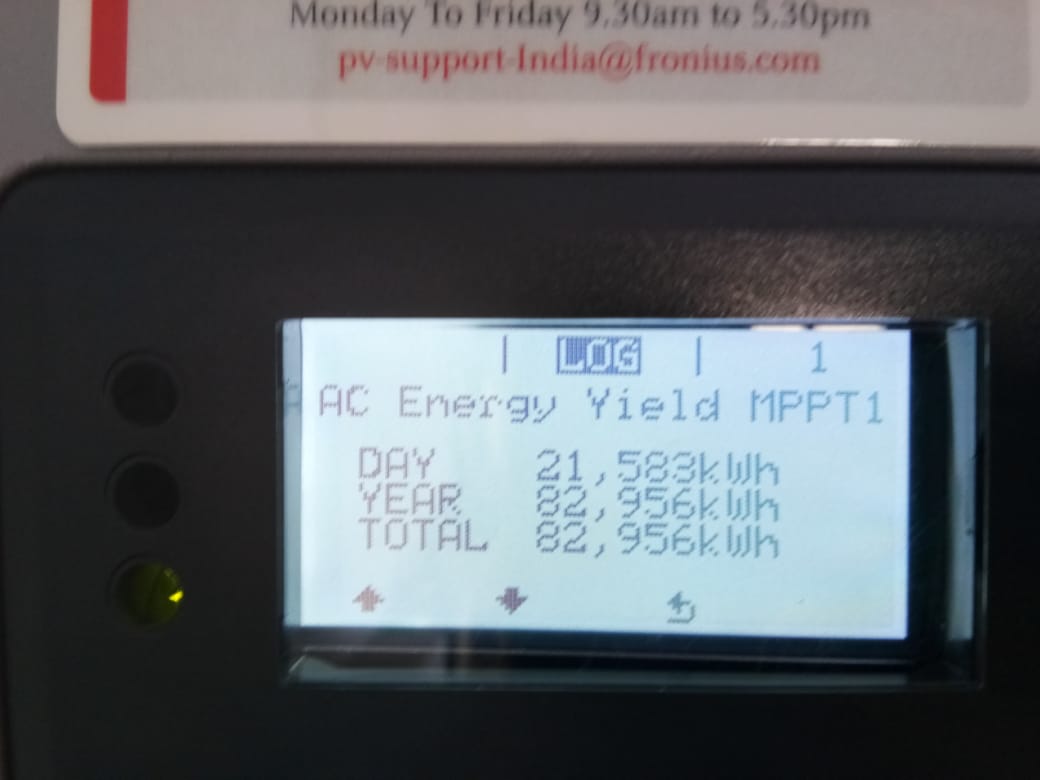 Monday To Friday 9.30am to 5.30pm
pv-support-India@fronius.com
| LOG | 1
AC Energy Yield MPPT1
DAY 21,583kWh
YEAR 82,956kWh
TOTAL 82,956kWh